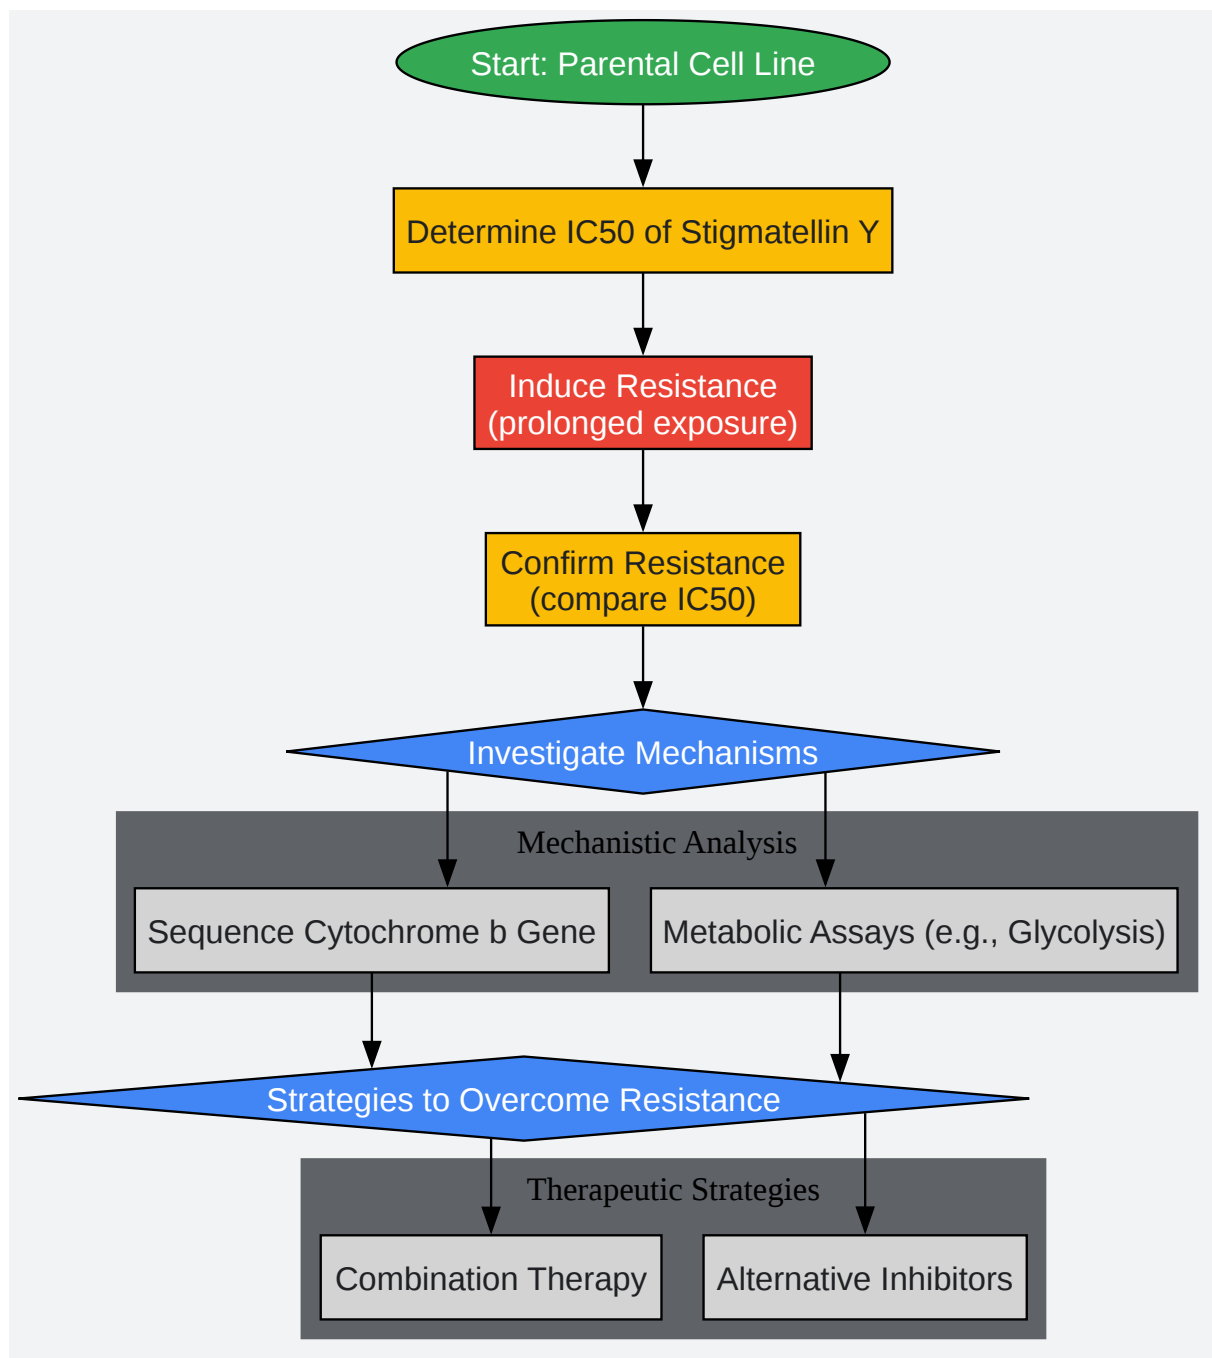 Start: Parental Cell Line
Determine IC50 of Stigmatellin Y
Induce Resistance
(prolonged exposure)
Confirm Resistance
(compare IC50)
Investigate Mechanisms
Mechanistic Analysis
Sequence Cytochrome b Gene
Metabolic Assays (e.g., Glycolysis)
Strategies to Overcome Resistance
Therapeutic Strategies
Combination Therapy
Alternative Inhibitors